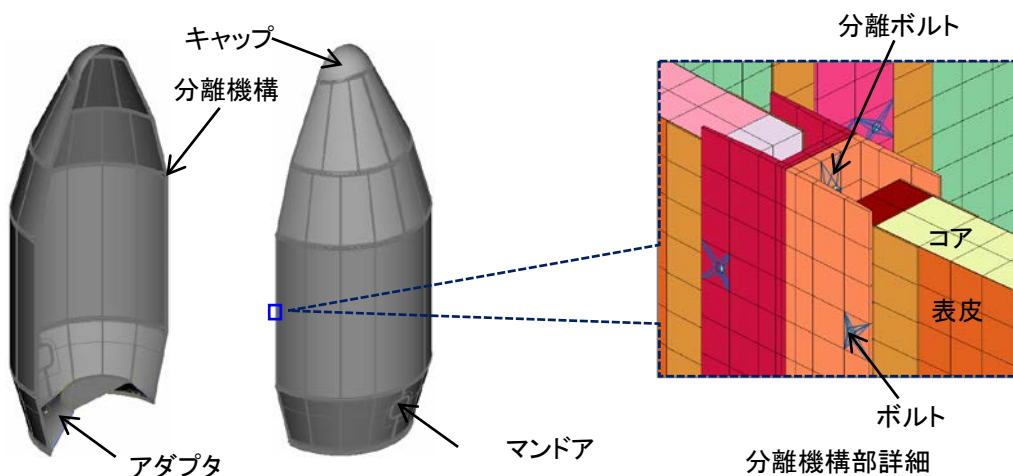 キャップ
分離機構
アダプタ
マンドア
分離ボルト
コア
表皮
ボルト
分離機構部詳細